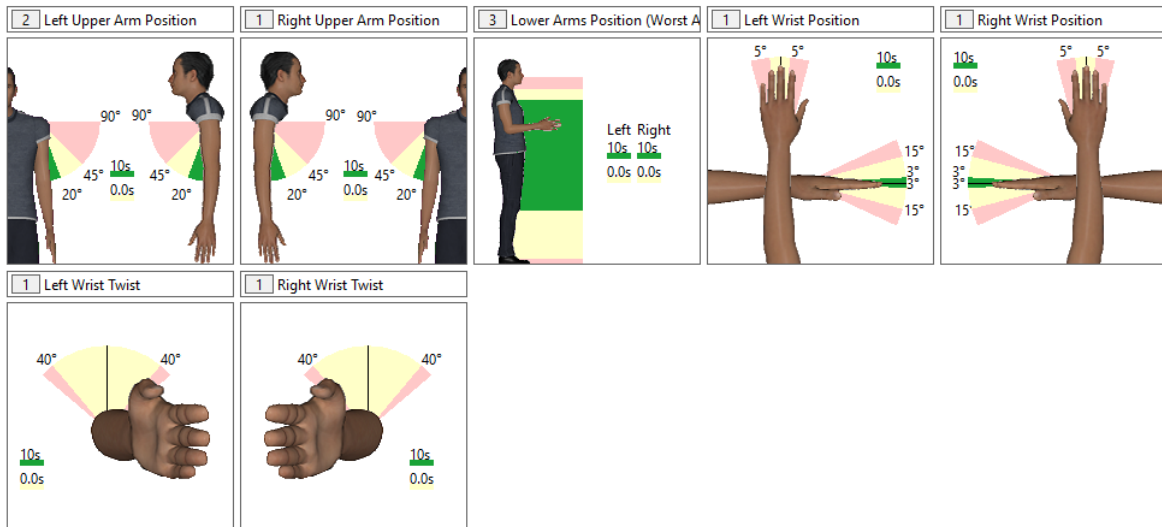 2 Left Upper Arm Position
1 Right Upper Arm Position
3 Lower Arms Position (Worst A
1 Left Wrist Position
1 Right Wrist Position
90° 90°
45° 45°
20° 20°
10s
0.0s
90° 90°
45° 45°
20° 20°
10s
0.0s
Left Right
10s 10s
0.0s 0.0s
5° 5°
10s
0.0s
15°
3°
3°
15°
5° 5°
10s
0.0s
15°
3°
3°
15°
1 Left Wrist Twist
1 Right Wrist Twist
40° 40°
10s
0.0s
40° 40°
10s
0.0s